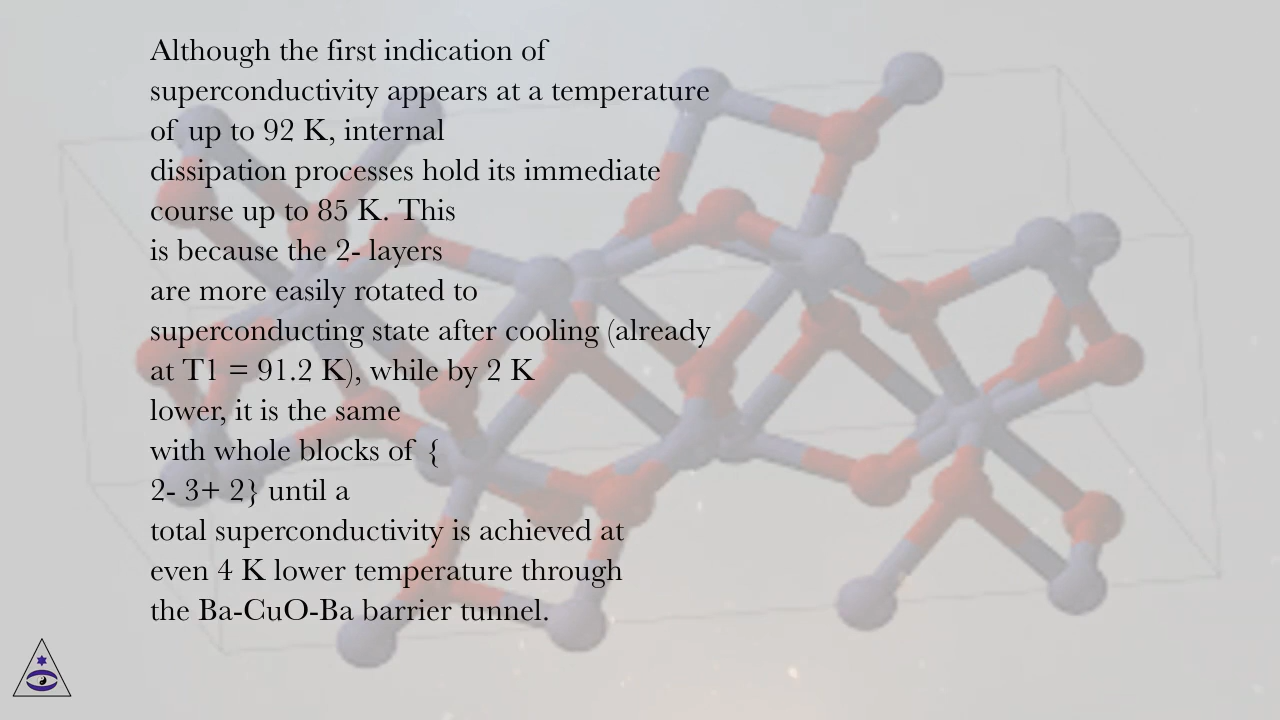 Although the first indication of
superconductivity appears at a temperature
of up to 92 K, internal
dissipation processes hold its immediate
course up to 85 K. This
is because the 2- layers
are more easily rotated to
superconducting state after cooling (already
at T1 = 91.2 K), while by 2 K
lower, it is the same
with whole blocks of {
2- 3+ 2} until a
total superconductivity is achieved at
even 4 K lower temperature through
the Ba-CuO-Ba barrier tunnel.